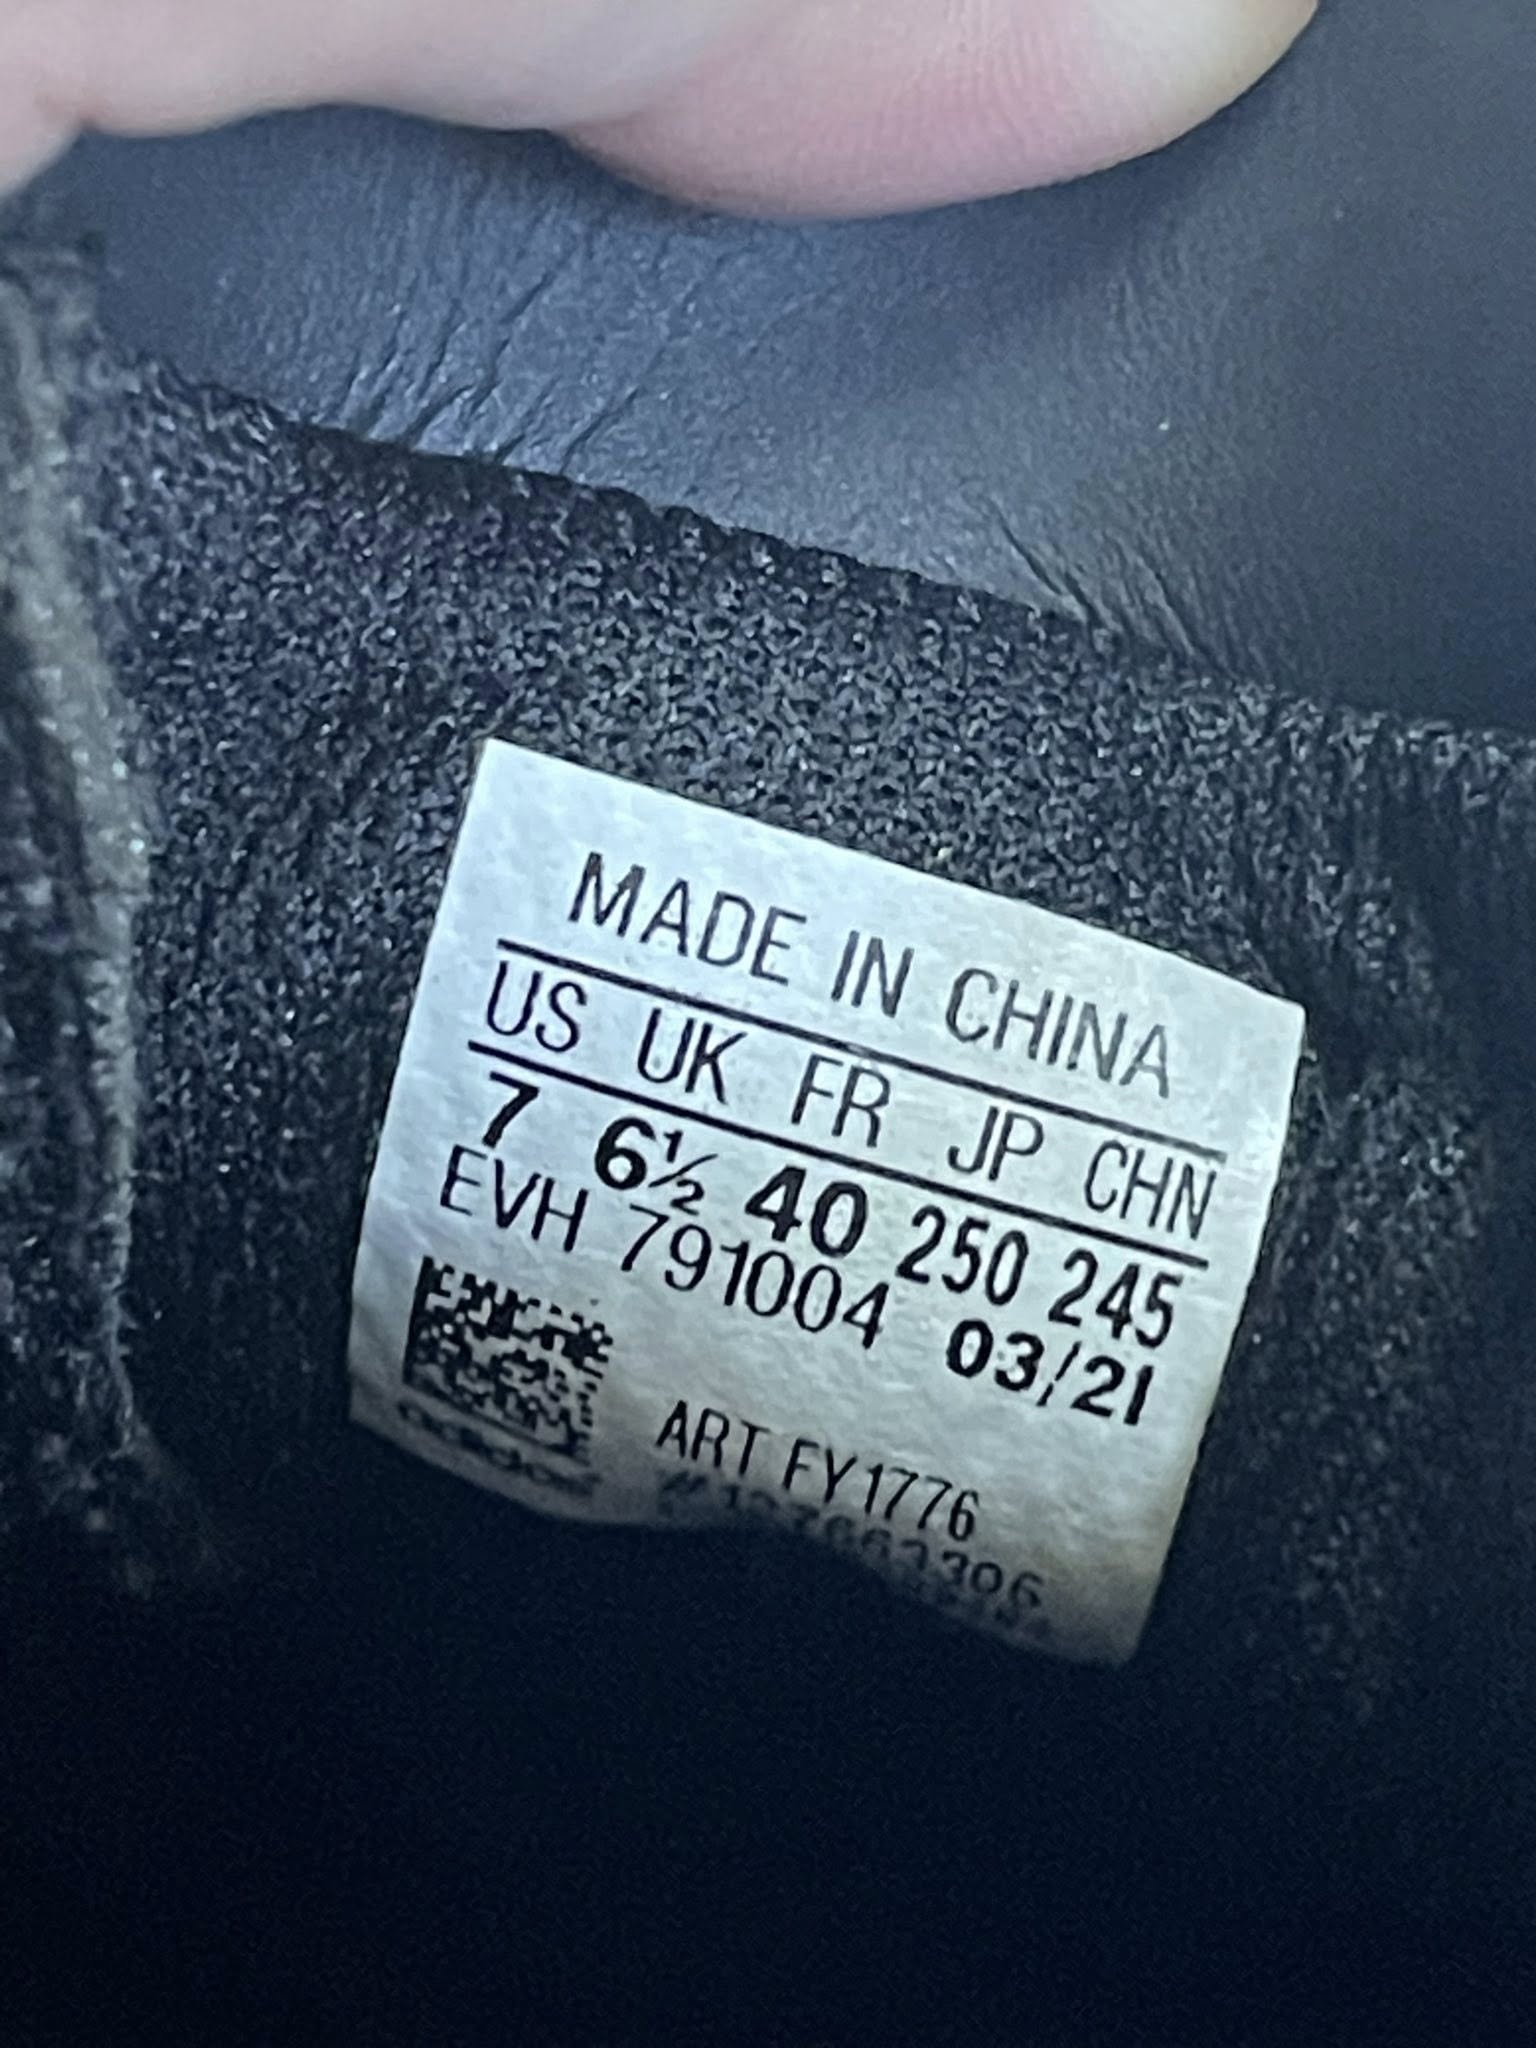 MADE IN CHINA
US UK FR JP CHN
7 6½ 40 250 245
EVH 791004 03/21
ART FY1776
adidas